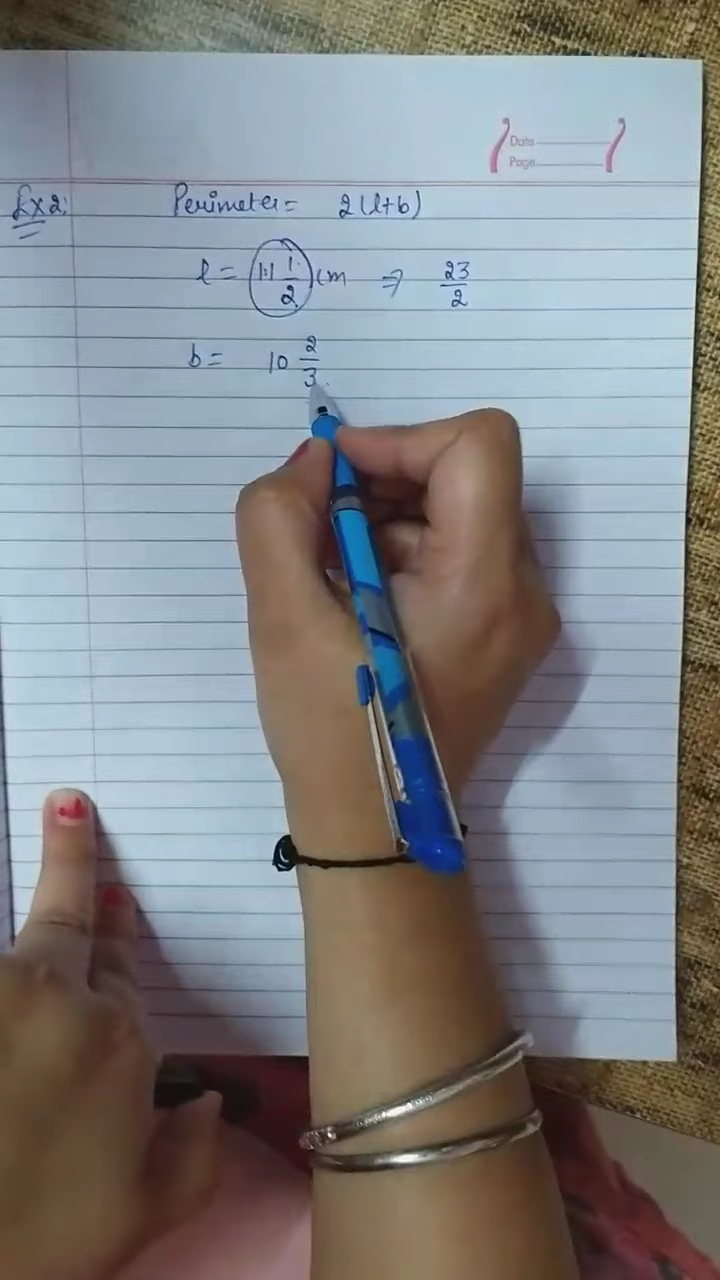 Date
Page
Ex2:
Perimeter = 2(l+b)
l = 11 1/2 cm ⇒ 23/2
b = 10 2/3